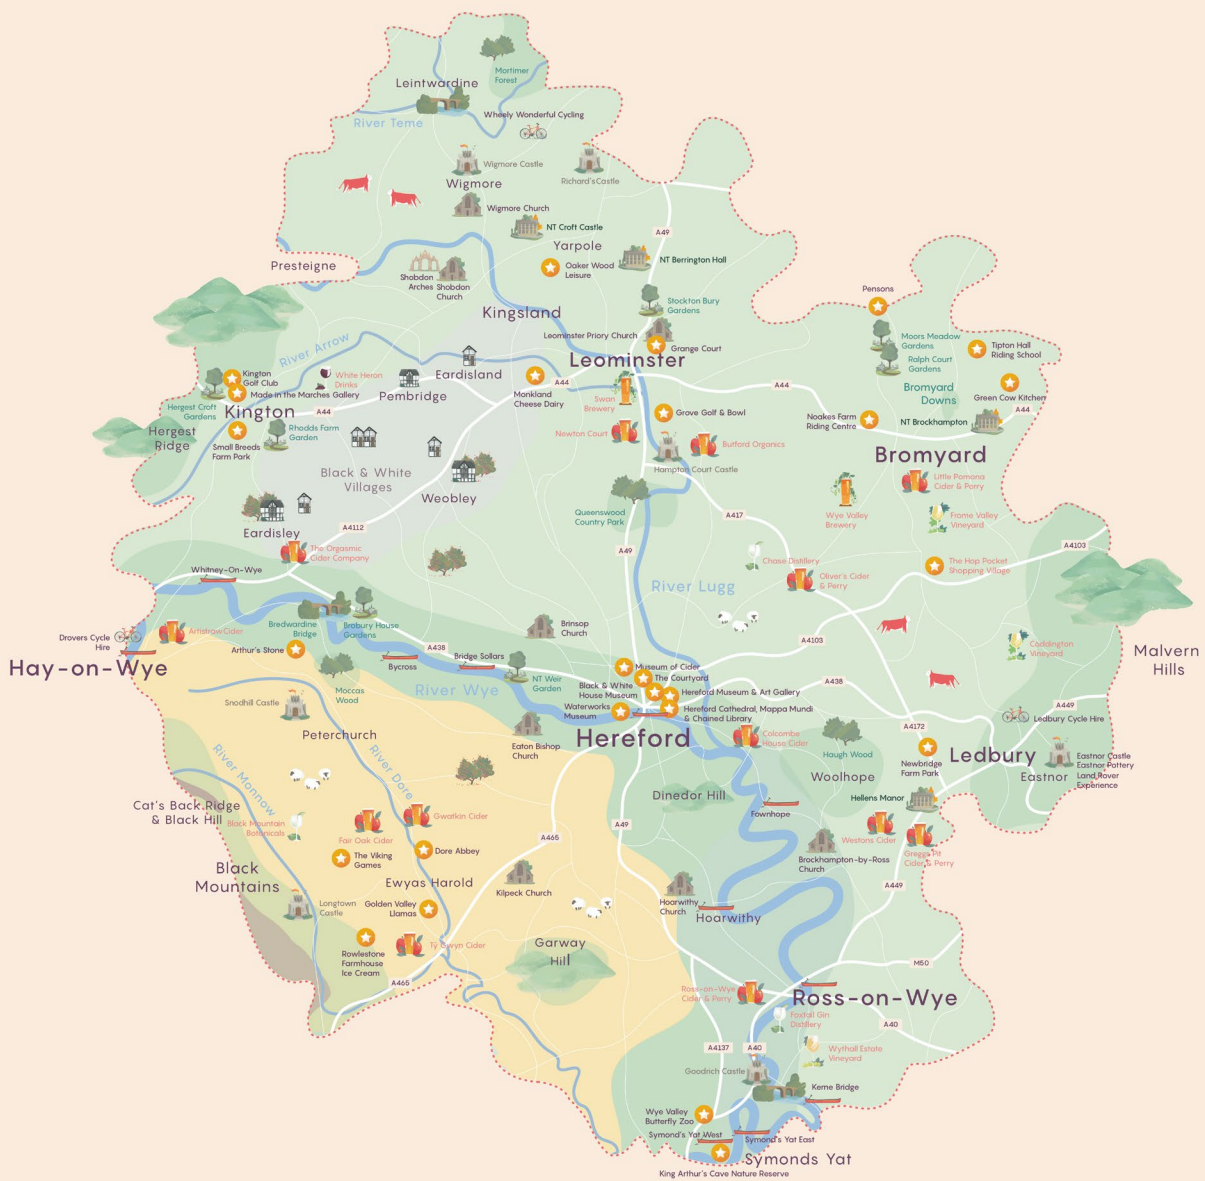 Mortimer
Forest
Leintwardine
River Teme
Wheely Wonderful Cycling
Wigmore Castle
Richard'sCastle
Wigmore
Wigmore Church
NT Croft Castle
Yarpole
A49
NT Berrington Hall
Presteigne
Shobdon
Arches
Shobdon
Church
Oaker Wood
Leisure
Pensons
Stockton Bury
Gardens
Kingsland
Leominster Priory Church
Grange Court
Moors Meadow
Gardens
Ralph Court
Gardens
Tipton Hall
Riding School
River Arrow
Leominster
Eardisland
Kington
Golf Club
White Heron
Drinks
Made in the Marches Gallery
Pembridge
A44
Monkland
Cheese Dairy
A44
Bromyard
Downs
Green Cow Kitchen
Swan
Brewery
Hergest Croft
Gardens
Kington
A44
Grove Golf & Bowl
Noakes Farm
Riding Centre
NT Brockhampton
A44
Hergest
Ridge
Rhodds Farm
Garden
Small Breeds
Farm Park
Newton Court
Butford Organics
Bromyard
Black & White
Villages
Hampton Court Castle
Little Pomona
Cider & Perry
Weobley
Queenswood
Country Park
A417
Wye Valley
Brewery
Frome Valley
Vineyard
Eardisley
A4112
The Orgasmic
Cider Company
A49
A4103
Chase Distillery
The Hop Pocket
Shopping Village
Whitney-On-Wye
Oliver's Cider
& Perry
River Lugg
Bredwardine
Bridge
Brobury House
Gardens
Brinsop
Church
Drovers Cycle
Hire
Artistraw Cider
Arthur's Stone
A438
A4103
Coddington
Vineyard
Hay-on-Wye
Bycross
Bridge Sollars
Malvern
Hills
Museum of Cider
The Courtyard
NT Weir
Garden
Black & White
House Museum
Hereford Museum & Art Gallery
A438
Moccas
Wood
River Wye
Snodhill Castle
Waterworks
Museum
Hereford Cathedral, Mappa Mundi
& Chained Library
A449
Ledbury Cycle Hire
A4172
Peterchurch
Hereford
Colcombe
House Cider
Eaton Bishop
Church
Haugh Wood
Ledbury
River Monnow
River Dore
Newbridge
Farm Park
Eastnor
Eastnor Castle
Eastnor Pottery
Land Rover
Experience
Woolhope
Dinedor Hill
Hellens Manor
Cat's Back Ridge
& Black Hill
Fownhope
Black Mountain
Botanicals
Gwatkin Cider
Fair Oak Cider
A465
A49
Westons Cider
Greggs Pit
Cider & Perry
The Viking
Games
Dore Abbey
Brockhampton-by-Ross
Church
Black
Mountains
Ewyas Harold
Kilpeck Church
A449
Longtown
Castle
Golden Valley
Llamas
Hoarwithy
Church
Hoarwithy
Rowlestone
Farmhouse
Ice Cream
Ty Gwyn Cider
Garway
Hill
M50
A465
Ross-on-Wye
Cider & Perry
Ross-on-Wye
Foxtail Gin
Distillery
A40
A4137
A40
Wythall Estate
Vineyard
Goodrich Castle
Kerne Bridge
Wye Valley
Butterfly Zoo
Symond's Yat West
Symond's Yat East
Symonds Yat
King Arthur's Cave Nature Reserve